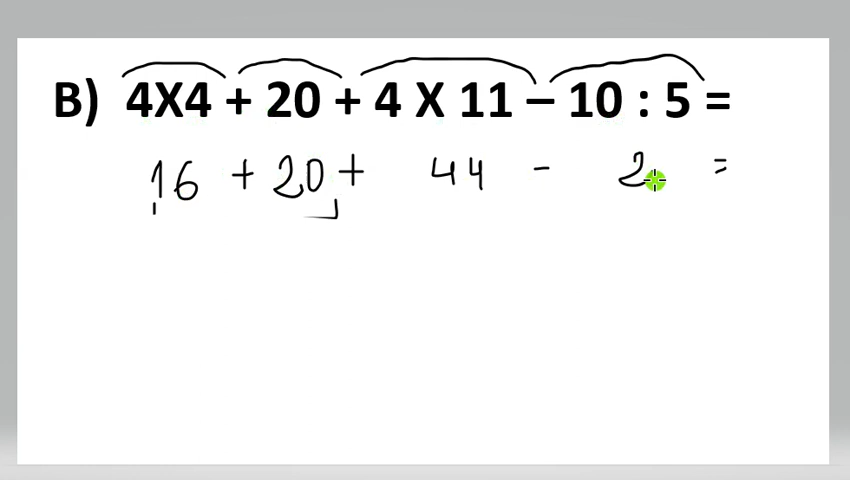 B) 4X4 + 20 + 4 X 11 – 10 : 5 =
16 + 20 + 44 - 2 =